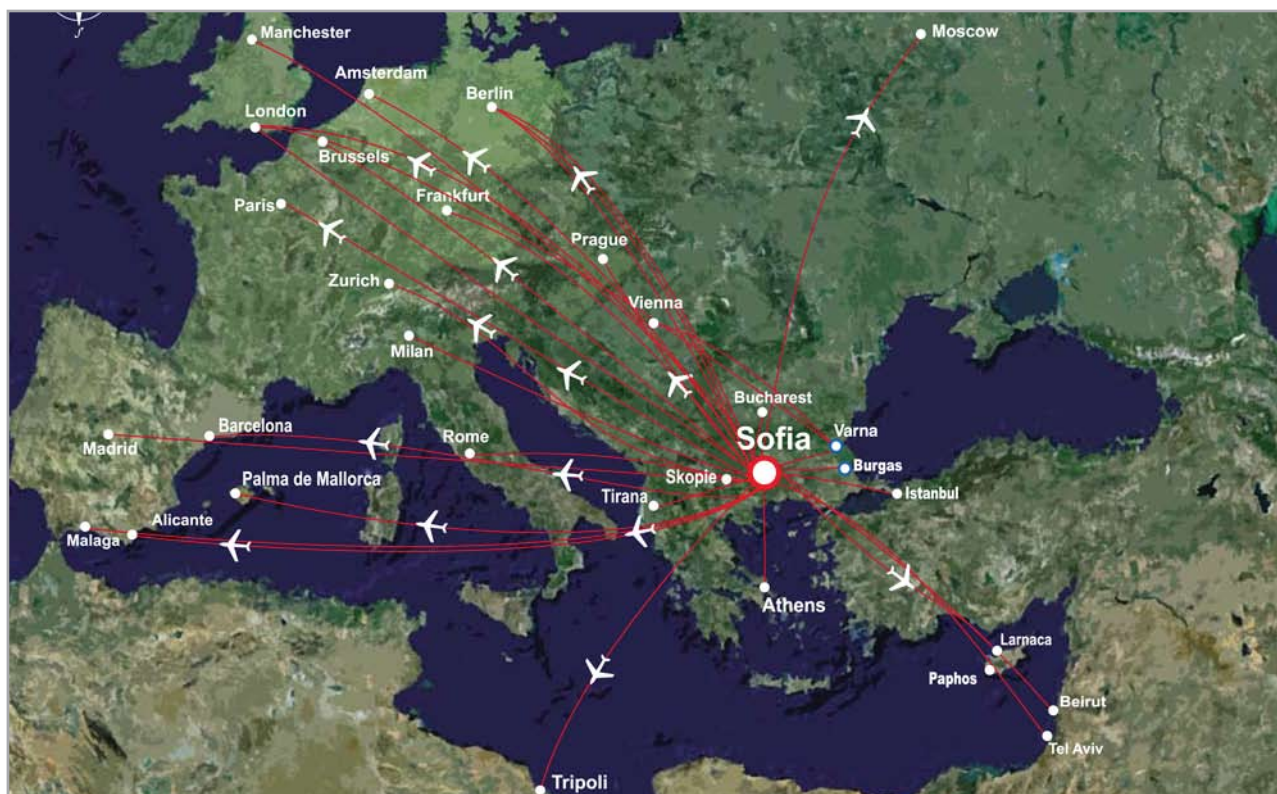 S
Manchester
Moscow
Amsterdam
Berlin
London
Brussels
Frankfurt
Paris
Prague
Zurich
Vienna
Milan
Bucharest
Barcelona
Rome
Sofia
Varna
Madrid
Skopie
Burgas
Palma de Mallorca
Tirana
Istanbul
Alicante
Malaga
Athens
Larnaca
Paphos
Beirut
Tel Aviv
Tripoli